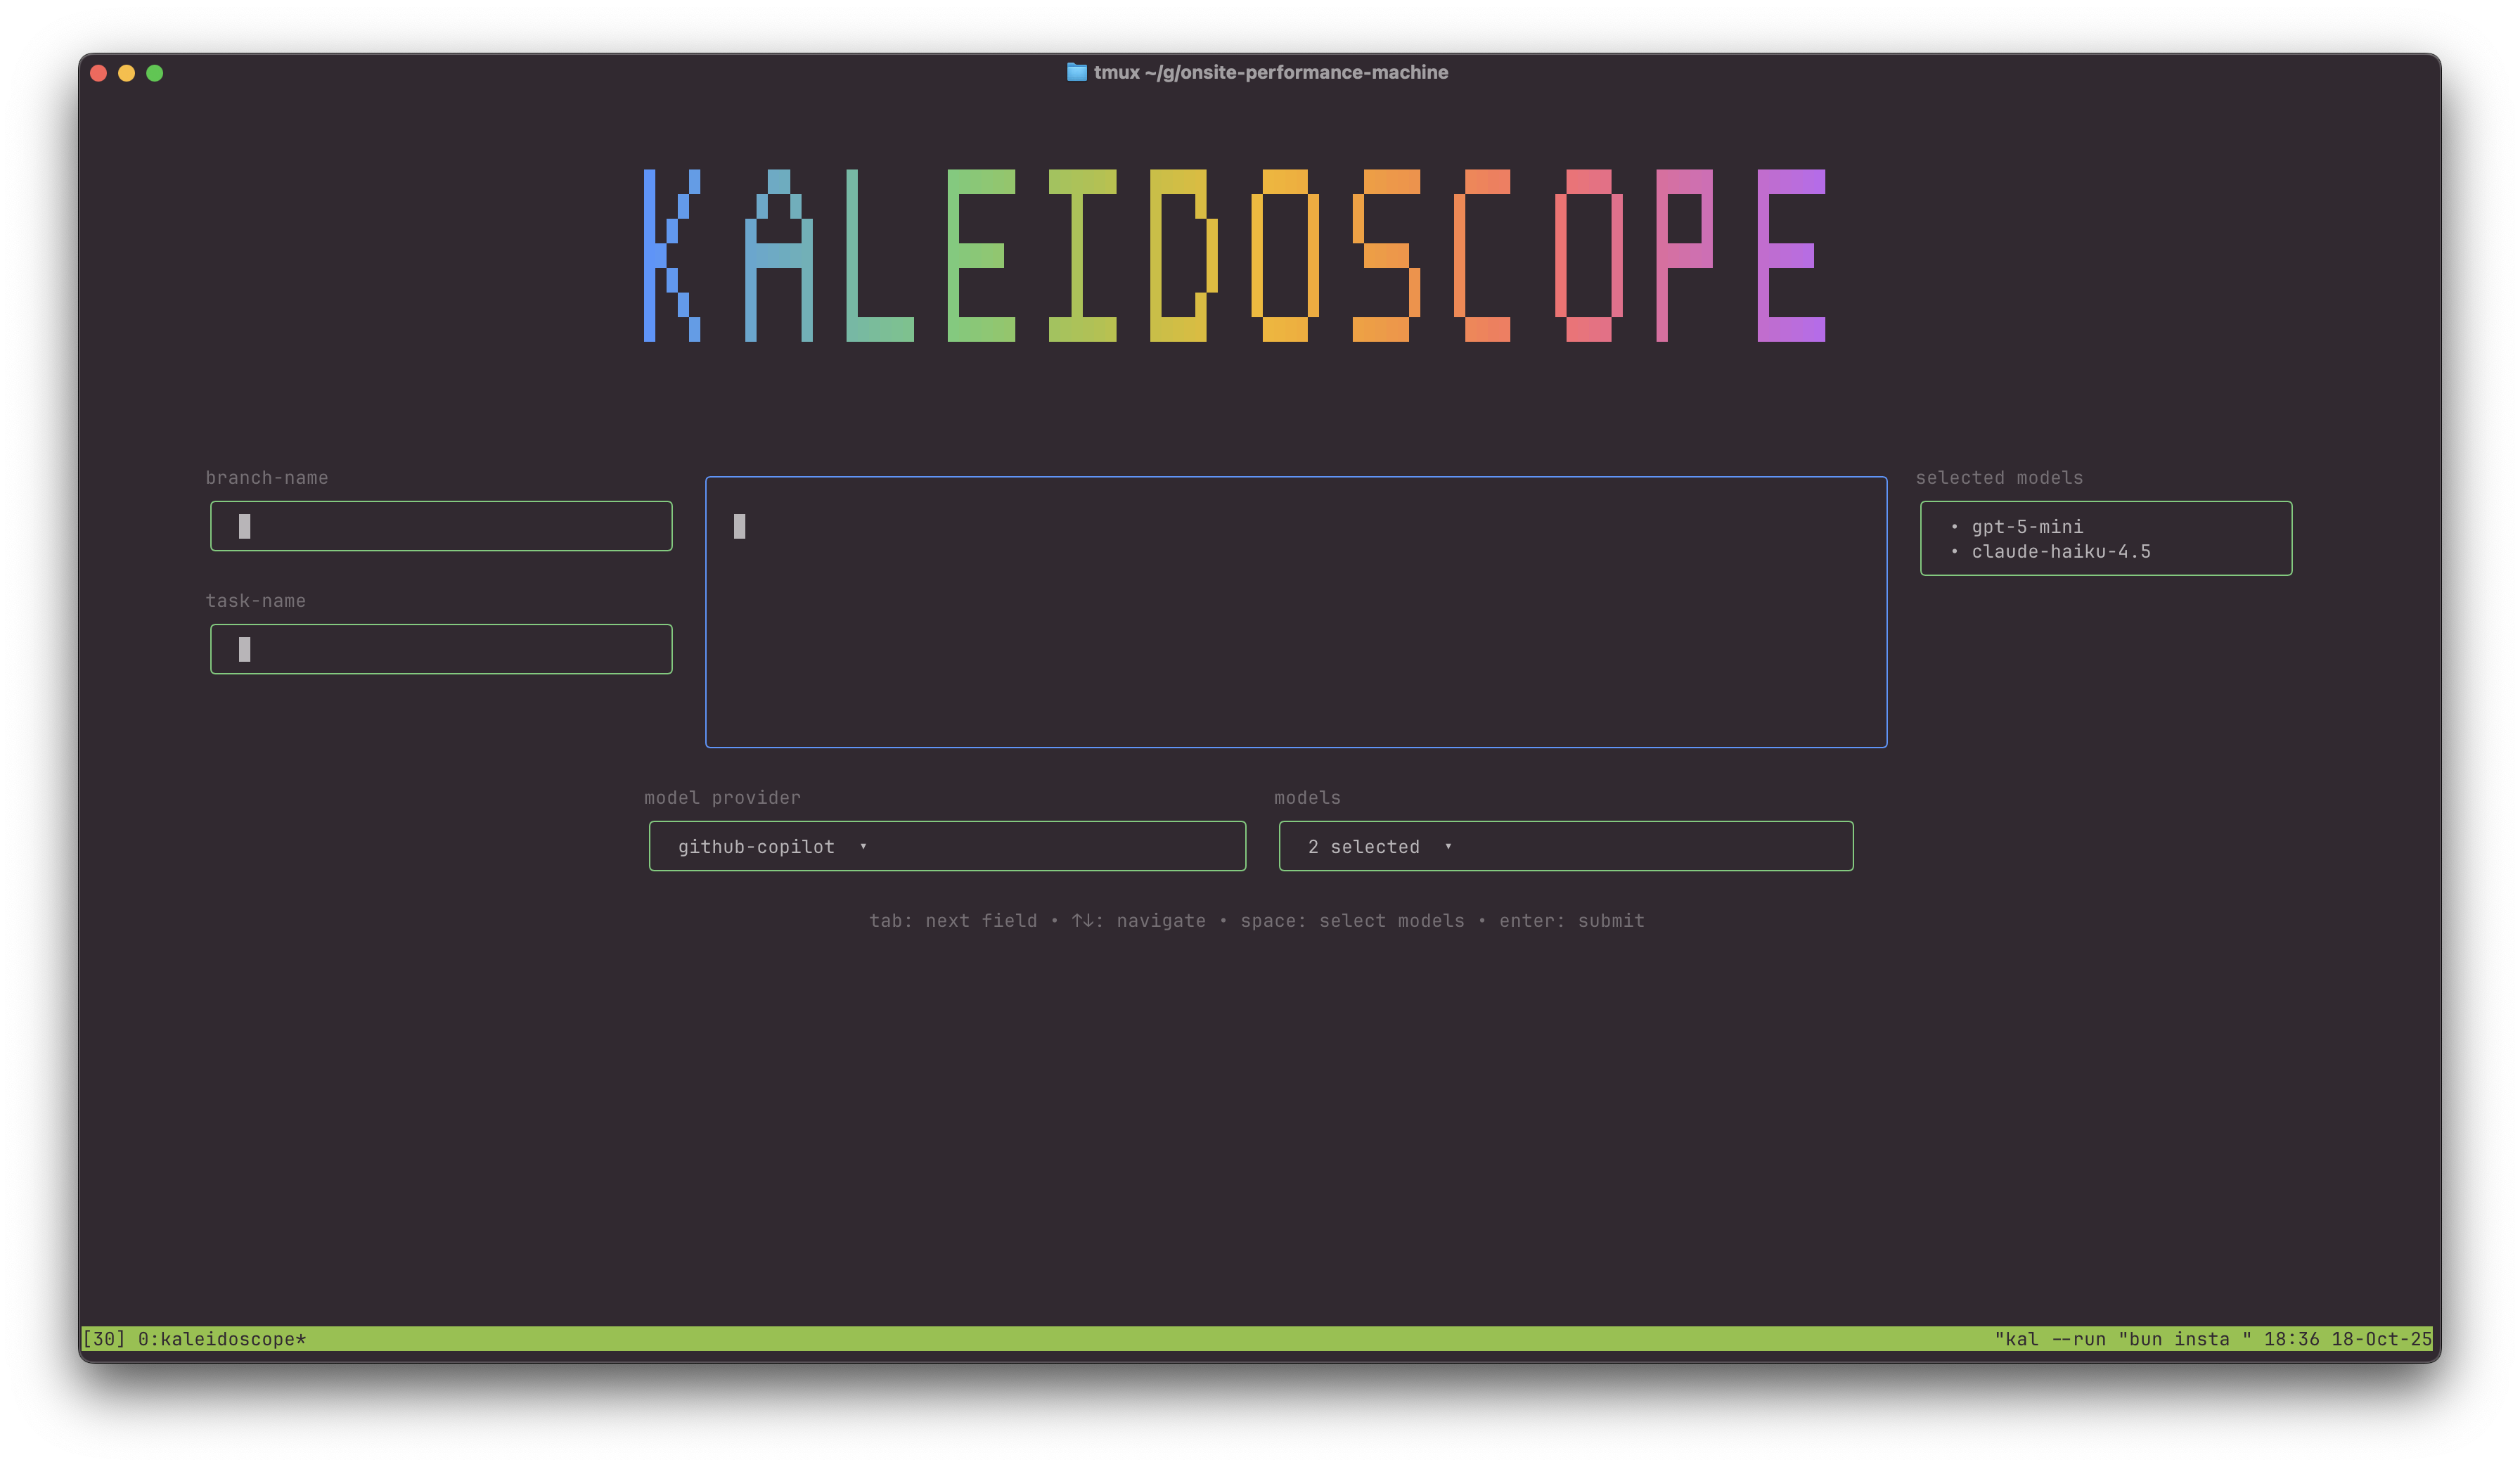 tmux ~/g/onsite-performance-machine
KALEIDOSCOPE
branch-name
task-name
selected models
• gpt-5-mini
• claude-haiku-4.5
model provider
github-copilot ▾
models
2 selected ▾
tab: next field • ↑↓: navigate • space: select models • enter: submit
[30] 0:kaleidoscope* "kal --run "bun insta " 18:36 18-Oct-25